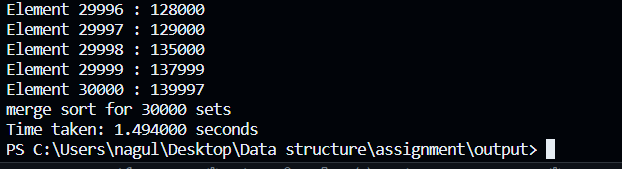 Element 29996 : 128000
Element 29997 : 129000
Element 29998 : 135000
Element 29999 : 137999
Element 30000 : 139997
merge sort for 30000 sets
Time taken: 1.494000 seconds
PS C:\Users\nagul\Desktop\Data structure\assignment\output>